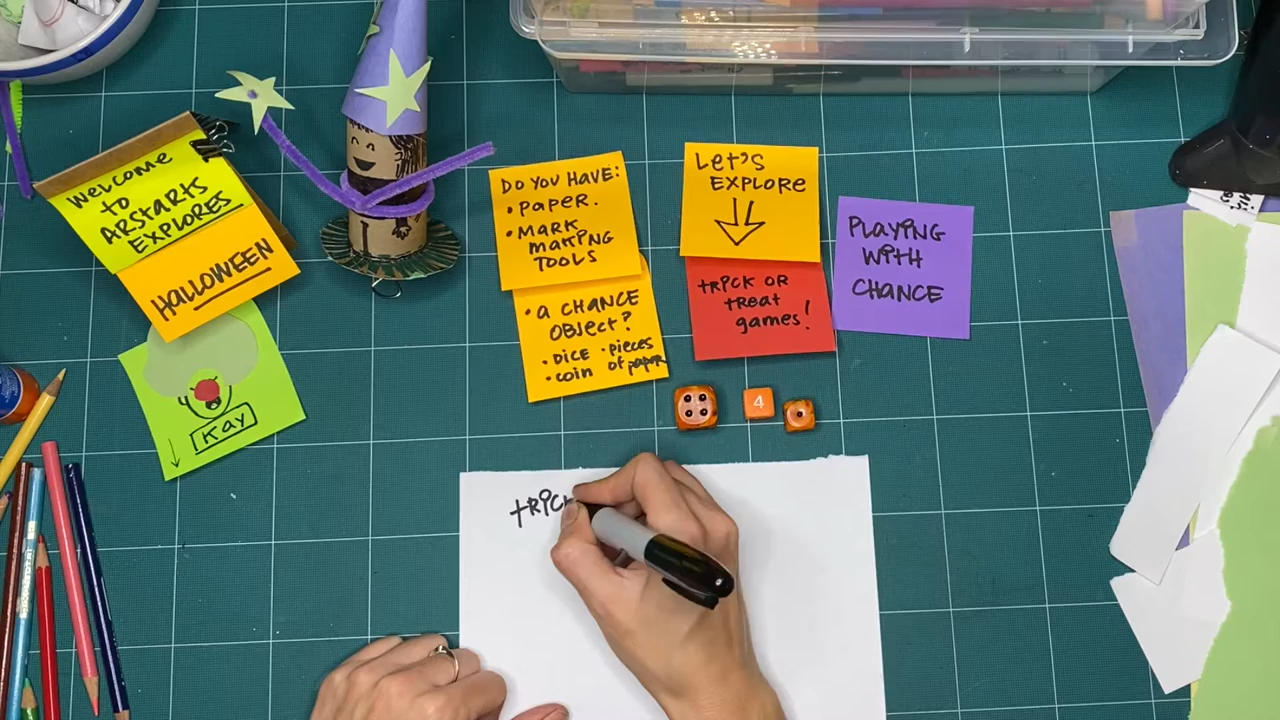 Welcome
to
ARSTARTS
EXPLORES
HALLOWEEN
KAY
DO YOU HAVE:
• PAPER.
• MARK
MAKING
TOOLS
• A CHANCE
OBJECT?
• DICE • pieces
• COIN of paper
Let's
EXPLORE
tRICK OR
treat
games!
PLAYING
WITH
CHANCE
4
tRICK